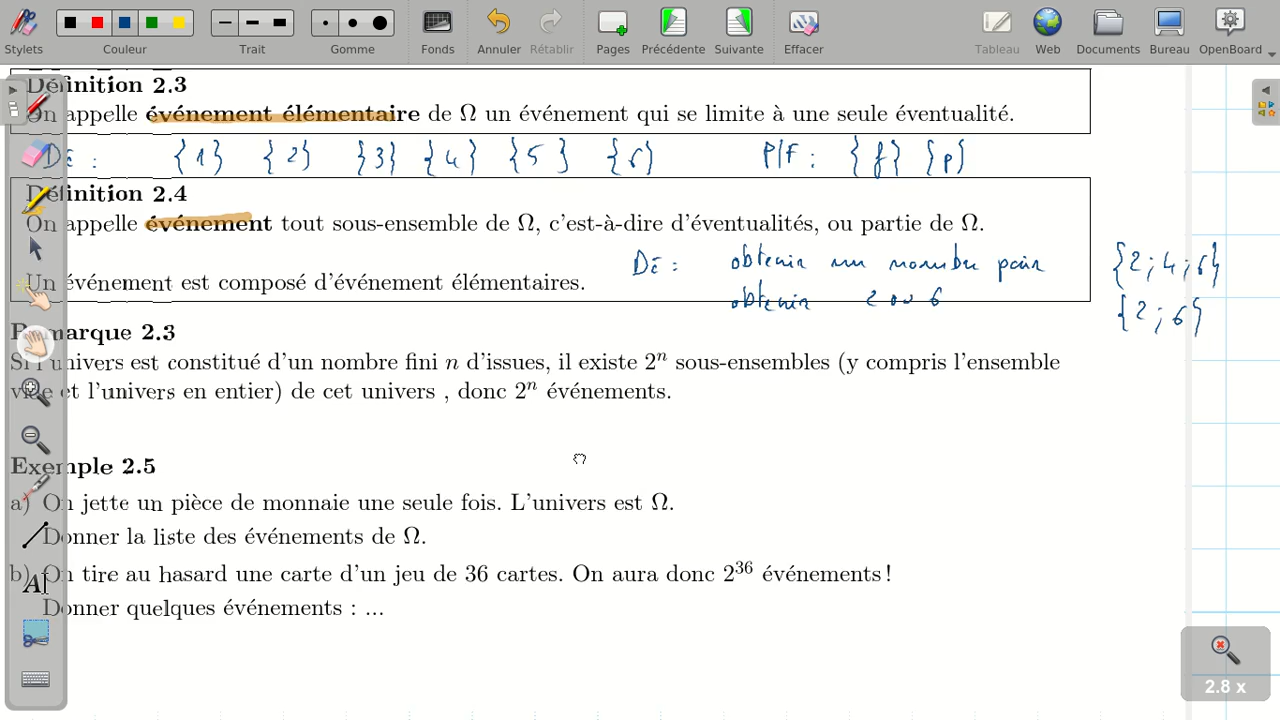 Stylets Couleur Trait Gomme Fonds Annuler Rétablir Pages Précédente Suivante Effacer Tableau Web Documents Bureau OpenBoard
Définition 2.3
On appelle événement élémentaire de Ω un événement qui se limite à une seule éventualité.
DÉ : {1} {2} {3} {4} {5} {6} P/F : {f} {p}
Définition 2.4
On appelle événement tout sous-ensemble de Ω, c'est-à-dire d'éventualités, ou partie de Ω.
DÉ : obtenir un nombre pair {2 ; 4 ; 6}
Un événement est composé d'événement élémentaires.
obtenir 2 ou 6 {2 ; 6}
Remarque 2.3
Si l'univers est constitué d'un nombre fini n d'issues, il existe 2ⁿ sous-ensembles (y compris l'ensemble
vide et l'univers en entier) de cet univers , donc 2ⁿ événements.
Exemple 2.5
a) On jette un pièce de monnaie une seule fois. L'univers est Ω.
Donner la liste des événements de Ω.
b) On tire au hasard une carte d'un jeu de 36 cartes. On aura donc 2³⁶ événements !
Donner quelques événements : ...
2.8 x